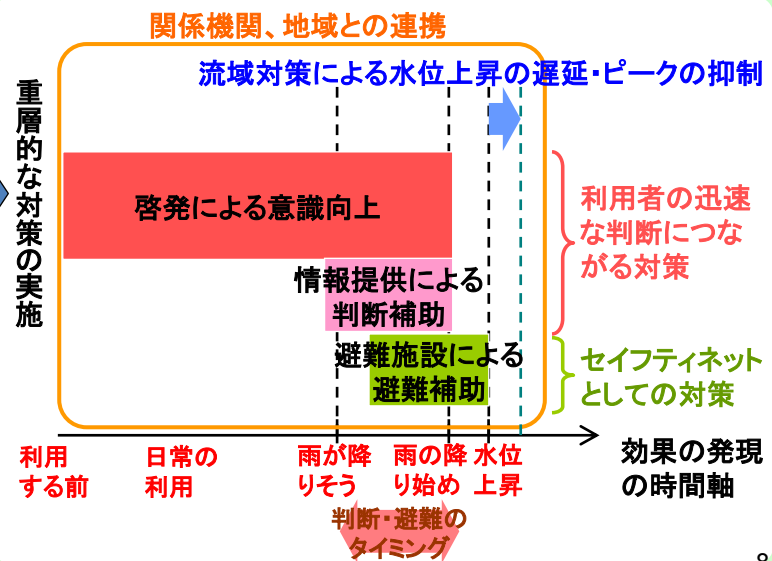 関係機関、地域との連携
流域対策による水位上昇の遅延・ピークの抑制
重層的な対策の実施
啓発による意識向上
利用者の迅速
な判断につな
がる対策
情報提供による
判断補助
避難施設による
避難補助
セイフティネット
としての対策
利用
する前
日常の
利用
雨が降
りそう
雨の降
り始め
水位
上昇
効果の発現
の時間軸
判断・避難の
タイミング